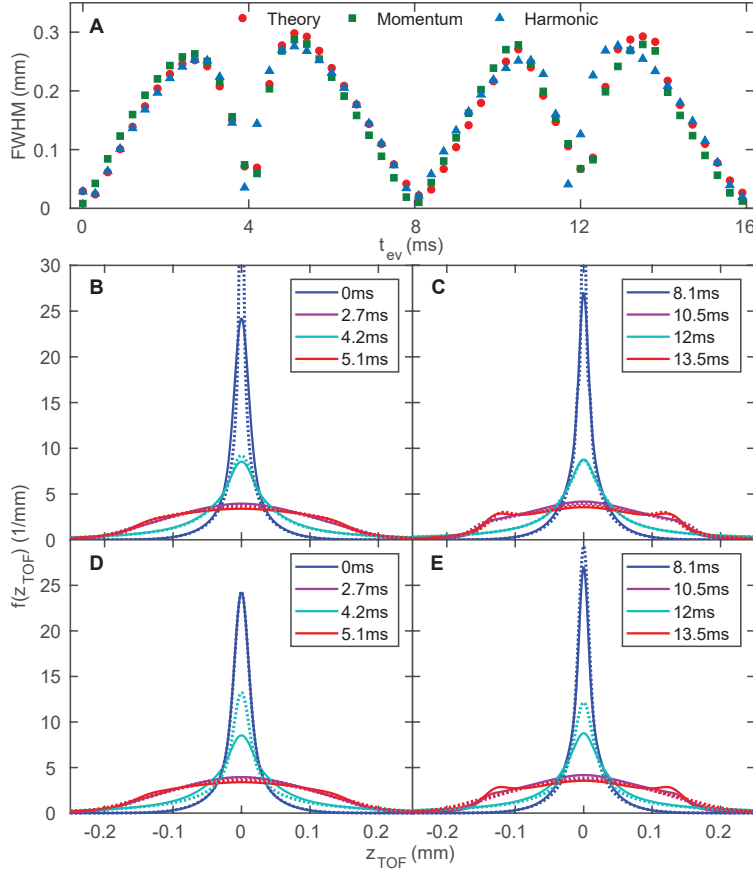 A
Theory Momentum Harmonic
FWHM (mm)
0.3
0.2
0.1
0
0 4 8 12 16
t_ev (ms)
f(z_TOF) (1/mm)
30
25
20
15
10
5
0
B
0ms
2.7ms
4.2ms
5.1ms
C
8.1ms
10.5ms
12ms
13.5ms
25
20
15
10
5
0
D
0ms
2.7ms
4.2ms
5.1ms
E
8.1ms
10.5ms
12ms
13.5ms
-0.2 -0.1 0 0.1 0.2 -0.2 -0.1 0 0.1 0.2
z_TOF (mm)